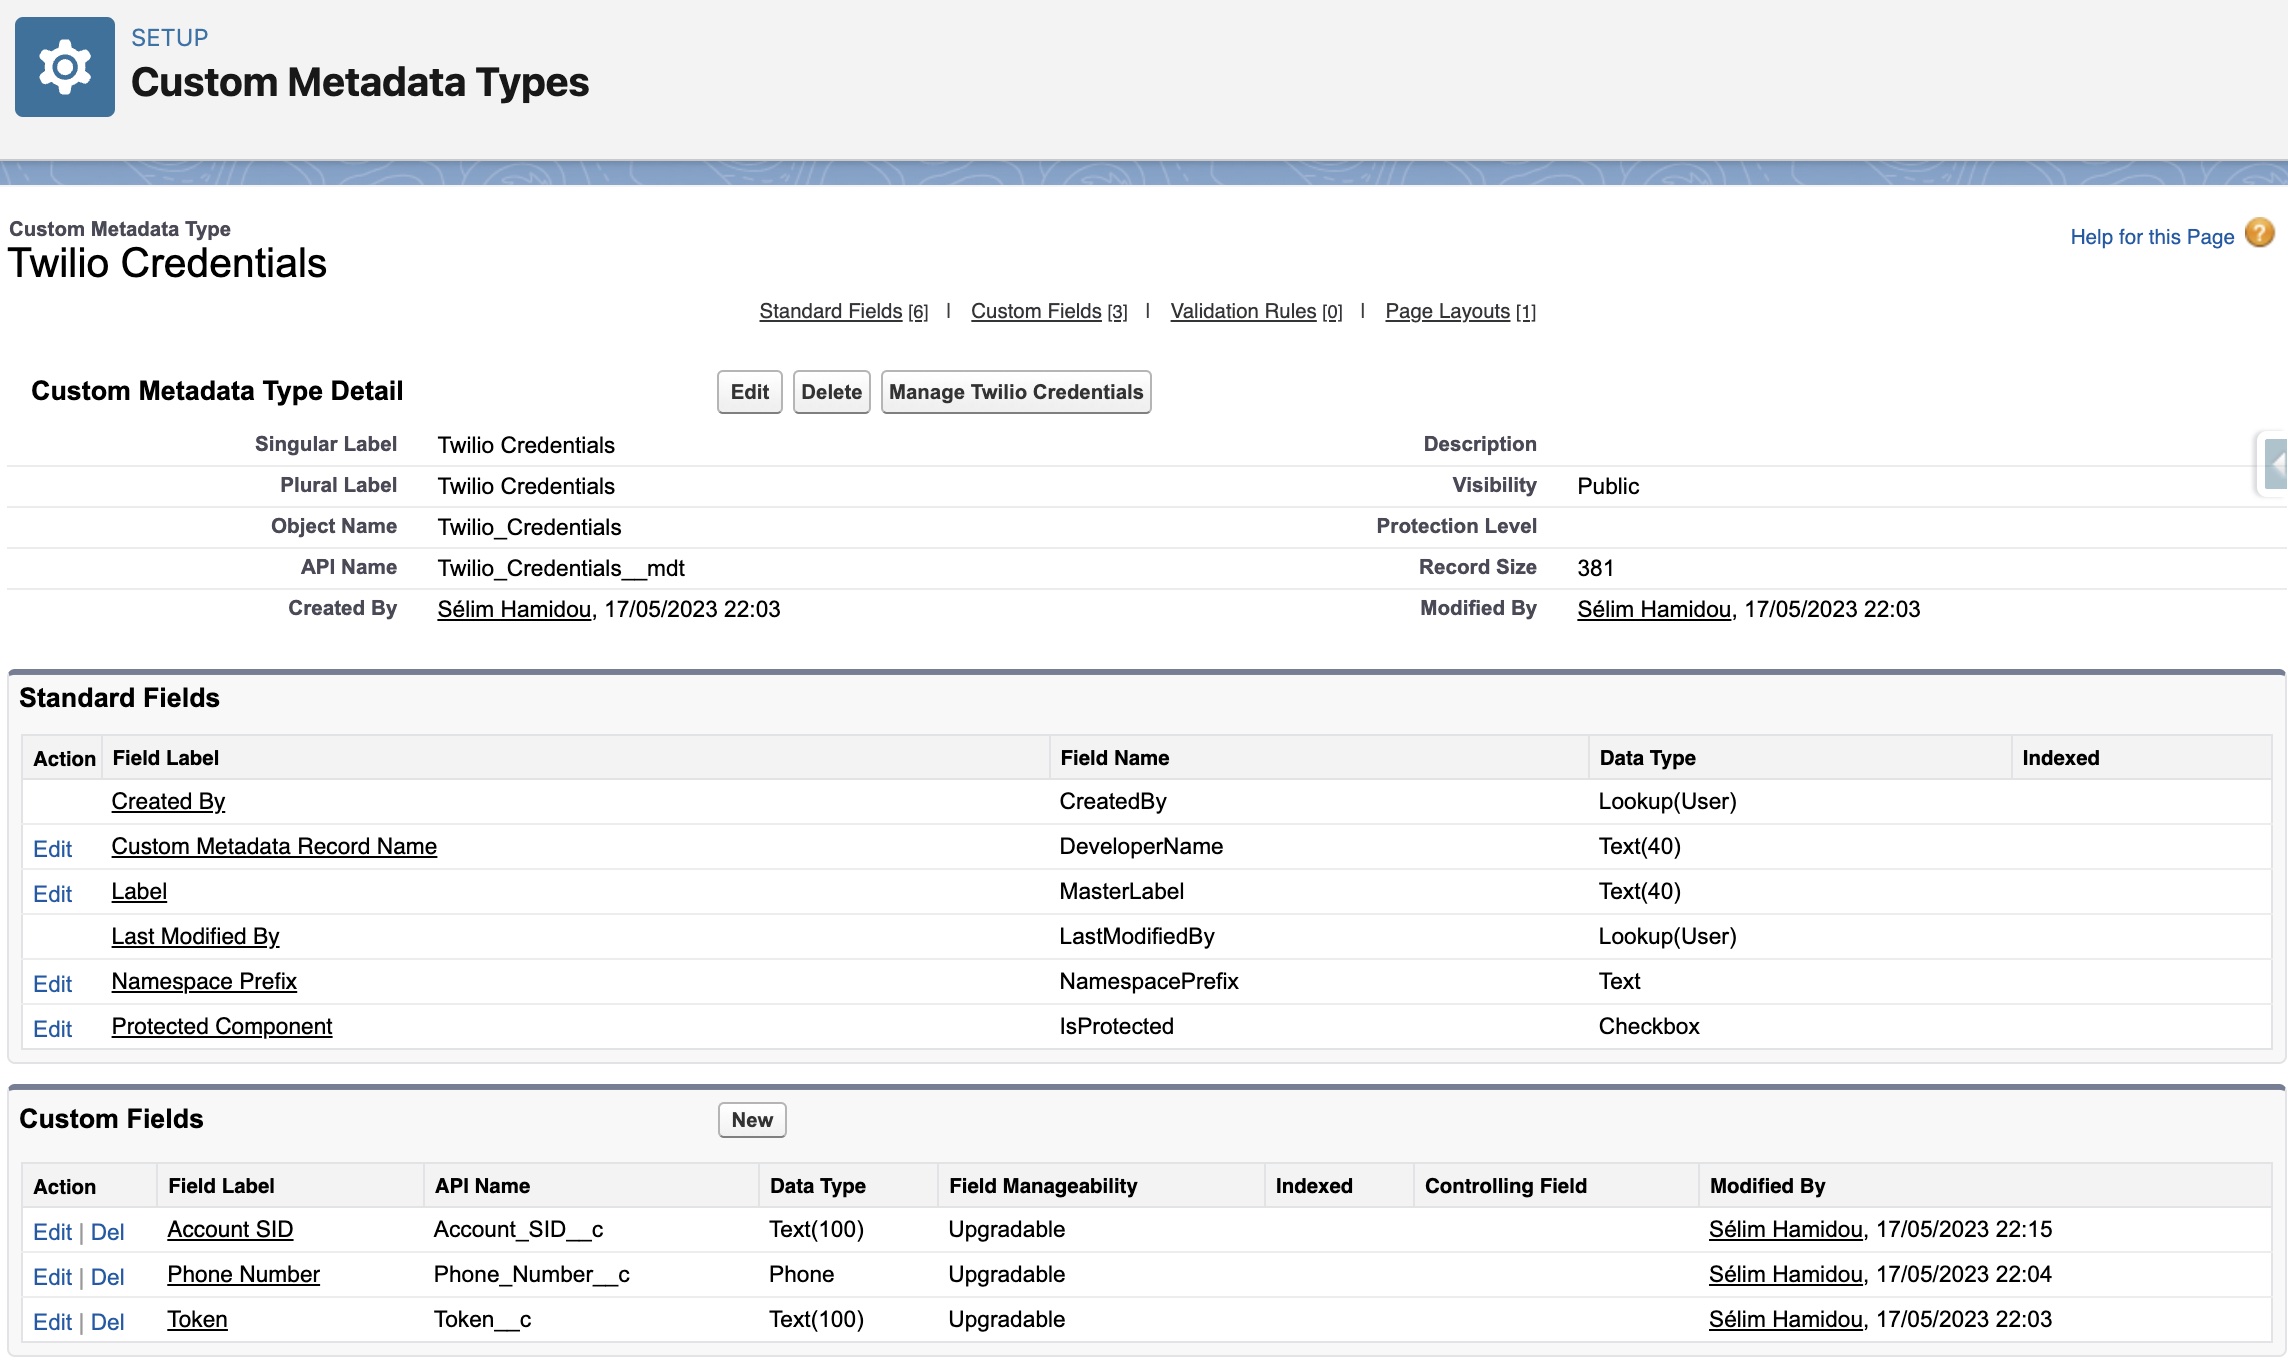 SETUP
Custom Metadata Types
Custom Metadata Type
Twilio Credentials
Help for this Page ?
Standard Fields [6] | Custom Fields [3] | Validation Rules [0] | Page Layouts [1]
Custom Metadata Type Detail Edit Delete Manage Twilio Credentials
Singular Label Twilio Credentials Description
Plural Label Twilio Credentials Visibility Public
Object Name Twilio_Credentials Protection Level
API Name Twilio_Credentials__mdt Record Size 381
Created By Sélim Hamidou, 17/05/2023 22:03 Modified By Sélim Hamidou, 17/05/2023 22:03
Standard Fields
Action Field Label Field Name Data Type Indexed
Created By CreatedBy Lookup(User)
Edit Custom Metadata Record Name DeveloperName Text(40)
Edit Label MasterLabel Text(40)
Last Modified By LastModifiedBy Lookup(User)
Edit Namespace Prefix NamespacePrefix Text
Edit Protected Component IsProtected Checkbox
Custom Fields New
Action Field Label API Name Data Type Field Manageability Indexed Controlling Field Modified By
Edit | Del Account SID Account_SID__c Text(100) Upgradable Sélim Hamidou, 17/05/2023 22:15
Edit | Del Phone Number Phone_Number__c Phone Upgradable Sélim Hamidou, 17/05/2023 22:04
Edit | Del Token Token__c Text(100) Upgradable Sélim Hamidou, 17/05/2023 22:03